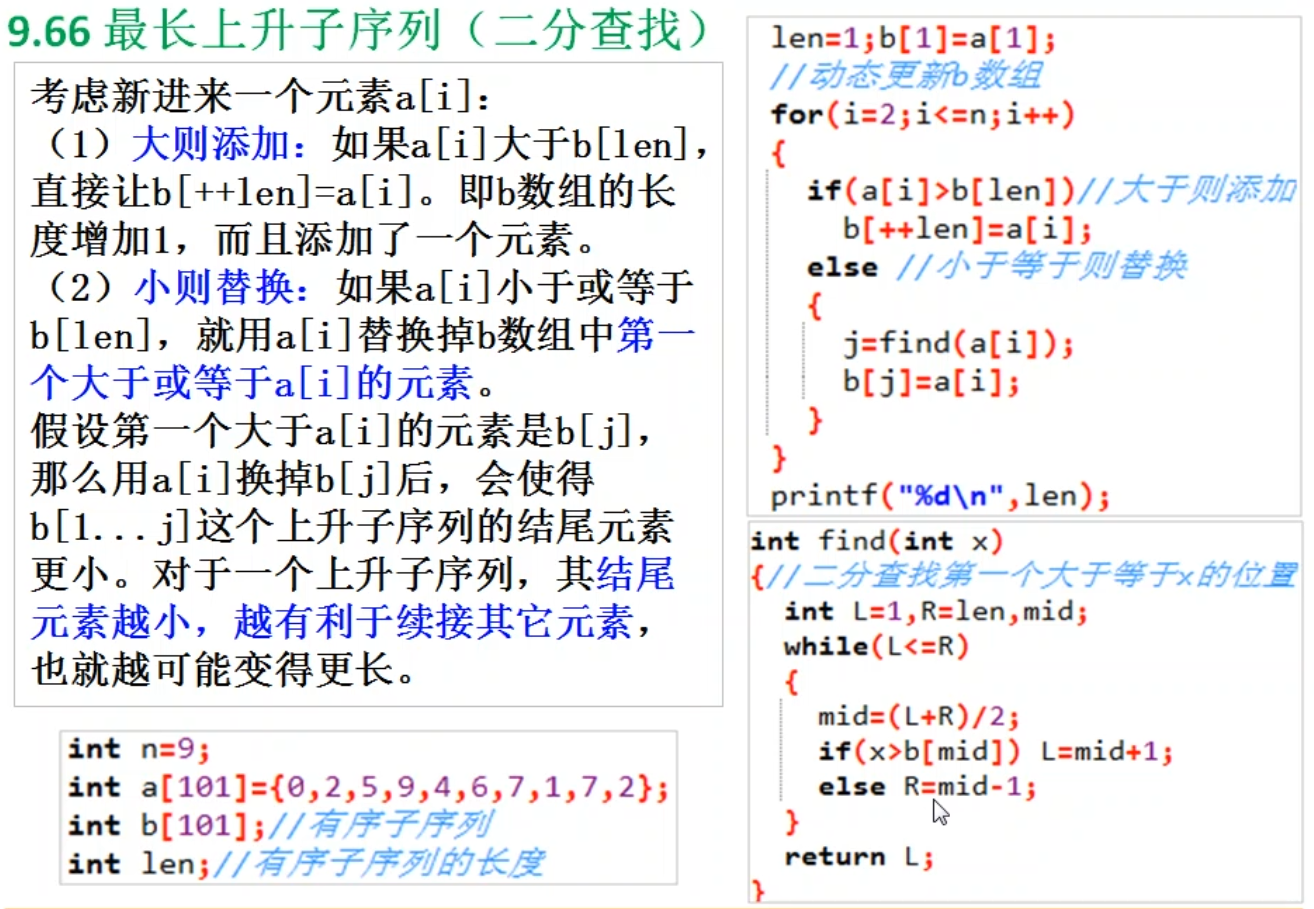 9.66 最长上升子序列（二分查找）
考虑新进来一个元素a[i]：
（1）大则添加：如果a[i]大于b[len]，
直接让b[++len]=a[i]。即b数组的长
度增加1，而且添加了一个元素。
（2）小则替换：如果a[i]小于或等于
b[len]，就用a[i]替换掉b数组中第一
个大于或等于a[i]的元素。
假设第一个大于a[i]的元素是b[j]，
那么用a[i]换掉b[j]后，会使得
b[1...j]这个上升子序列的结尾元素
更小。对于一个上升子序列，其结尾
元素越小，越有利于续接其它元素，
也就越可能变得更长。
int n=9;
int a[101]={0,2,5,9,4,6,7,1,7,2};
int b[101];//有序子序列
int len;//有序子序列的长度
len=1;b[1]=a[1];
//动态更新b数组
for(i=2;i<=n;i++)
{
if(a[i]>b[len])//大于则添加
b[++len]=a[i];
else //小于等于则替换
{
j=find(a[i]);
b[j]=a[i];
}
}
printf("%d\n",len);
int find(int x)
{//二分查找第一个大于等于x的位置
int L=1,R=len,mid;
while(L<=R)
{
mid=(L+R)/2;
if(x>b[mid]) L=mid+1;
else R=mid-1;
}
return L;
}